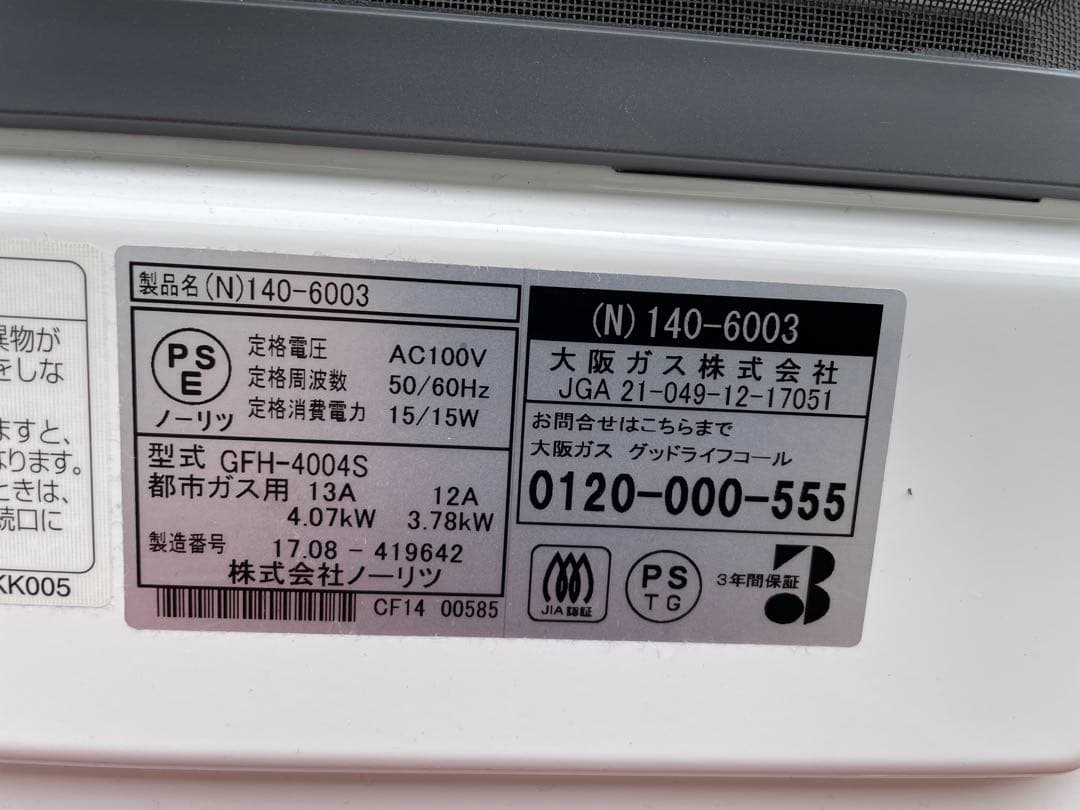 物が
をしな
ますと、
なります。
ときは、
続口に
KK005
製品名(N)140-6003
PS
E
ノーリツ
定格電圧 AC100V
定格周波数 50/60Hz
定格消費電力 15/15W
型式 GFH-4004S
都市ガス用 13A 12A
4.07kW 3.78kW
製造番号 17.08 - 419642
株式会社ノーリツ
CF14 00585
(N)140-6003
大阪ガス株式会社
JGA 21-049-12-17051
お問合せはこちらまで
大阪ガス グッドライフコール
0120-000-555
JIA 認証
PS
TG
3年間保証